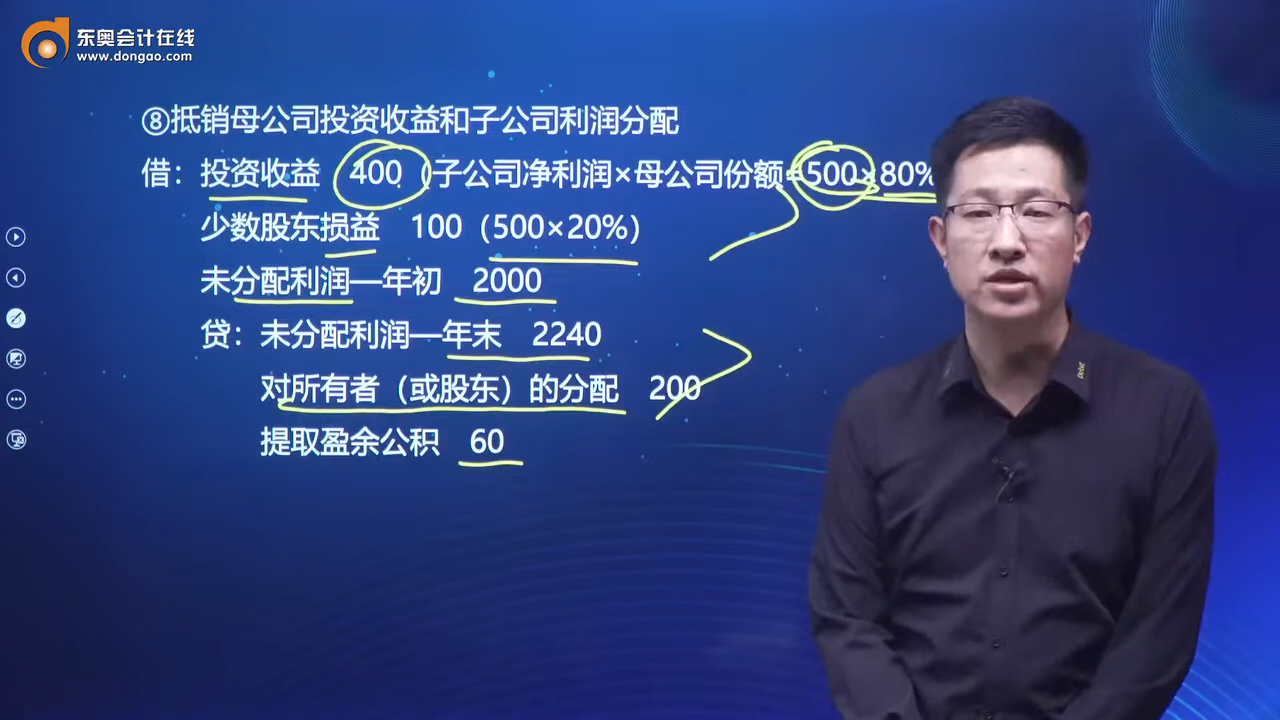 东奥会计在线
www.dongao.com
⑧抵销母公司投资收益和子公司利润分配
借：投资收益 400（子公司净利润×母公司份额=500×80%
少数股东损益 100（500×20%）
未分配利润—年初 2000
贷：未分配利润—年末 2240
对所有者（或股东）的分配 200
提取盈余公积 60